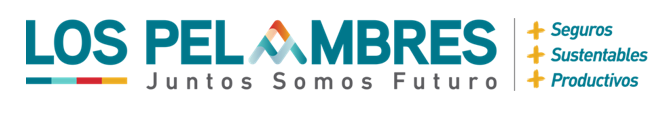 LOS PELAMBRES
Juntos Somos Futuro
+ Seguros
+ Sustentables
+ Productivos